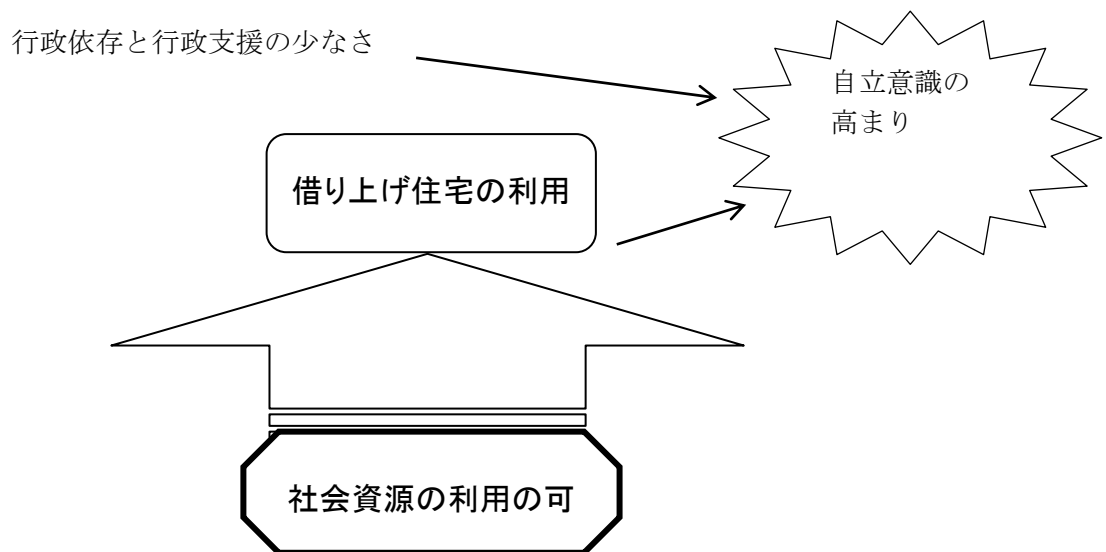 行政依存と行政支援の少なさ
自立意識の
高まり
借り上げ住宅の利用
社会資源の利用の可